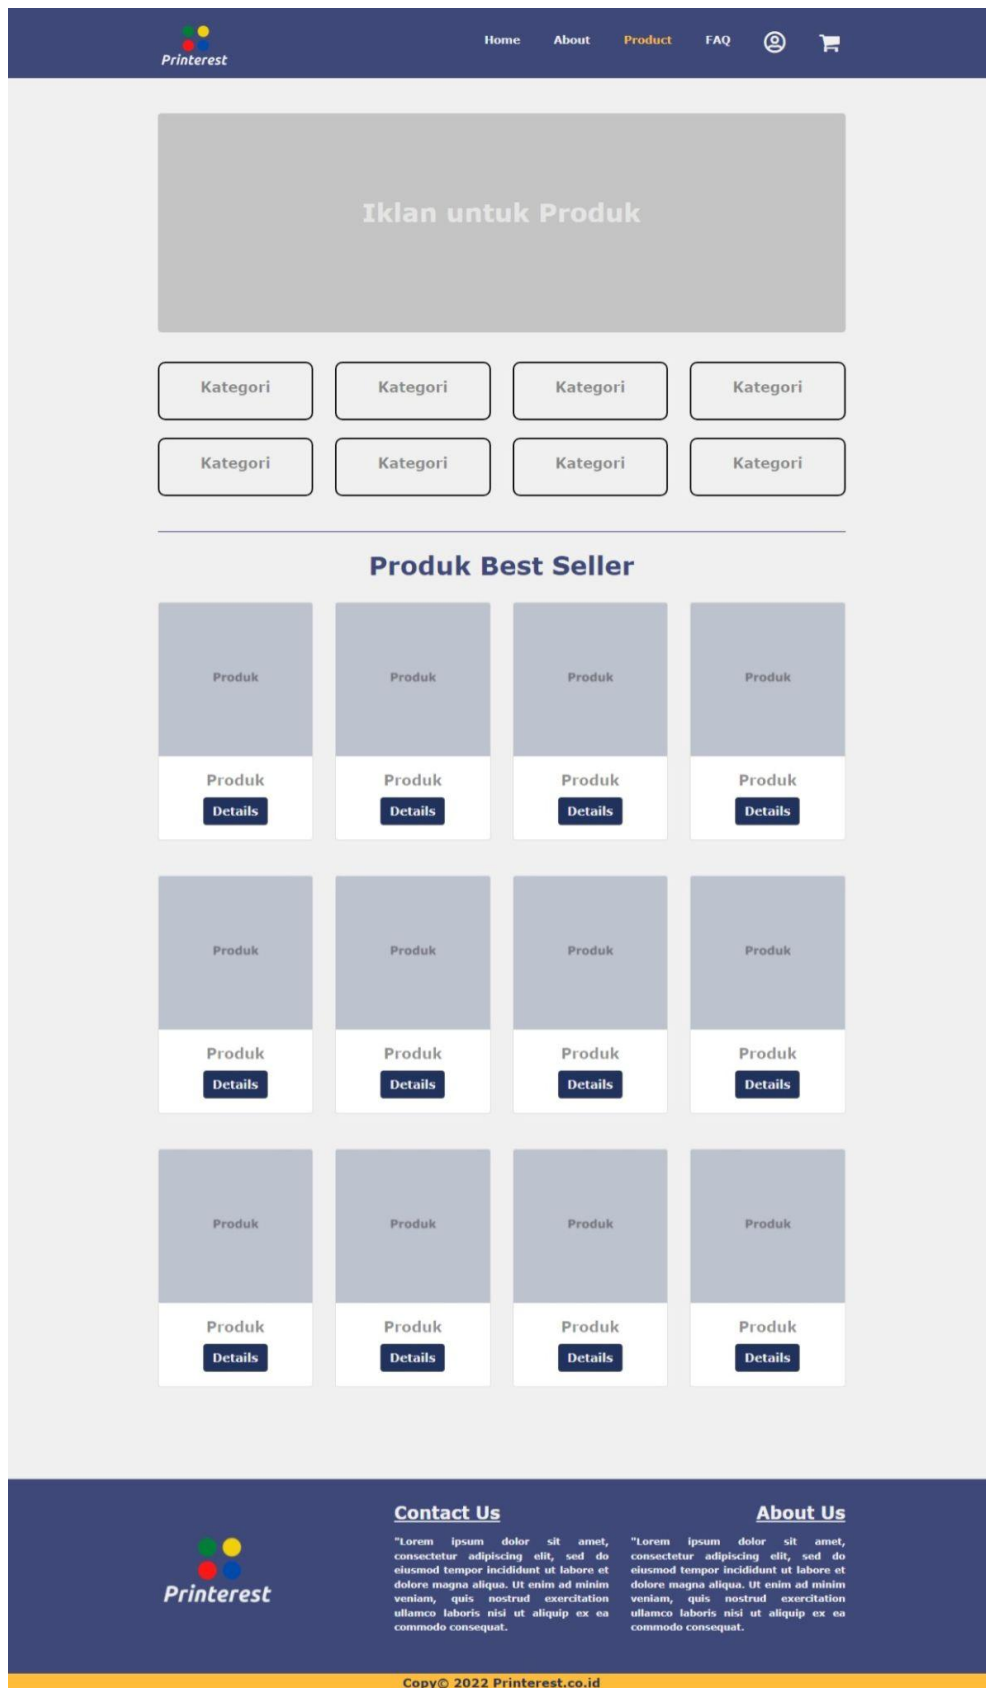 Printerest
Home About Product FAQ
Iklan untuk Produk
Kategori Kategori Kategori Kategori
Kategori Kategori Kategori Kategori
Produk Best Seller
Produk Produk Produk Produk
Produk Produk Produk Produk
Details Details Details Details
Produk Produk Produk Produk
Produk Produk Produk Produk
Details Details Details Details
Produk Produk Produk Produk
Produk Produk Produk Produk
Details Details Details Details
Printerest
Contact Us
"Lorem ipsum dolor sit amet,
consectetur adipiscing elit, sed do
eiusmod tempor incididunt ut labore et
dolore magna aliqua. Ut enim ad minim
veniam, quis nostrud exercitation
ullamco laboris nisi ut aliquip ex ea
commodo consequat.
About Us
"Lorem ipsum dolor sit amet,
consectetur adipiscing elit, sed do
eiusmod tempor incididunt ut labore et
dolore magna aliqua. Ut enim ad minim
veniam, quis nostrud exercitation
ullamco laboris nisi ut aliquip ex ea
commodo consequat.
Copy© 2022 Printerest.co.id